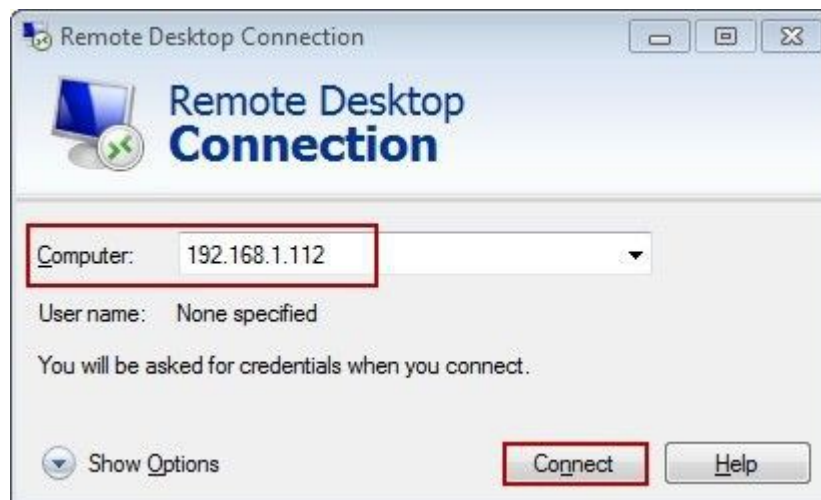 Remote Desktop Connection
Remote Desktop
Connection
Computer: 192.168.1.112
User name: None specified
You will be asked for credentials when you connect.
Show Options Connect Help